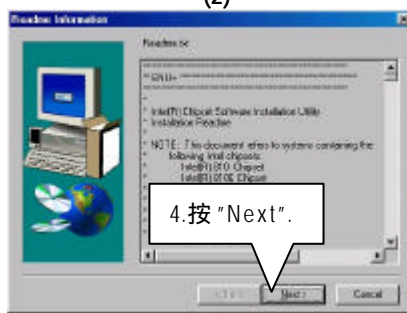 (2)
Readme Information
Readme.txt
Intel(R) Chipset Software Installation Utility
Installation Readme
NOTE: This document refers to systems containing the
following Intel chipsets:
Intel(R) 810 Chipset
Intel(R) 810E Chipset
4.按"Next".
Next >
Cancel